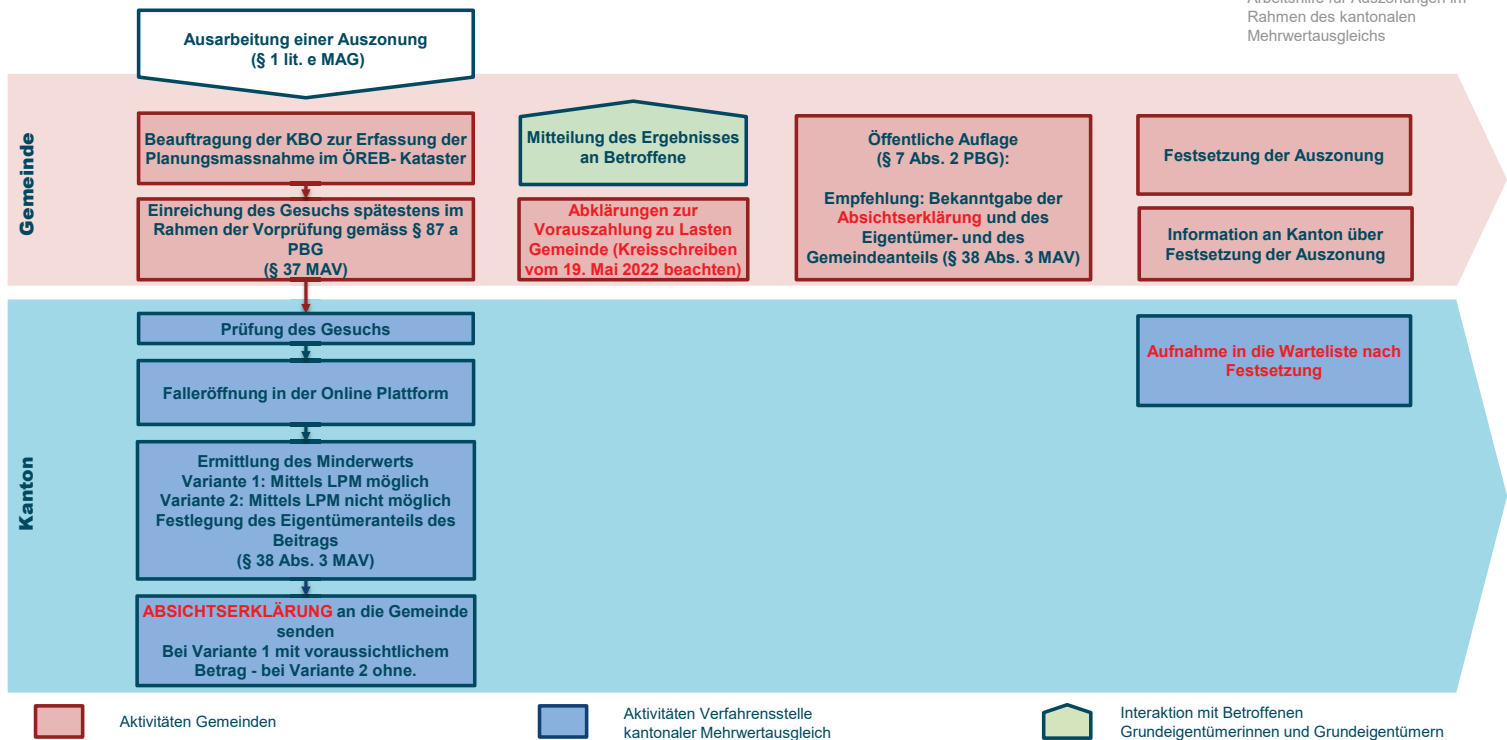 Arbeitshilfe für Auszonungen im
Rahmen des kantonalen
Mehrwertausgleichs
Ausarbeitung einer Auszonung
(§ 1 lit. e MAG)
Gemeinde
Beauftragung der KBO zur Erfassung der
Planungsmassnahme im ÖREB- Kataster
Einreichung des Gesuchs spätestens im
Rahmen der Vorprüfung gemäss § 87 a
PBG
(§ 37 MAV)
Mitteilung des Ergebnisses
an Betroffene
Abklärungen zur
Vorauszahlung zu Lasten
Gemeinde (Kreisschreiben
vom 19. Mai 2022 beachten)
Öffentliche Auflage
(§ 7 Abs. 2 PBG):
Empfehlung: Bekanntgabe der
Absichtserklärung und des
Eigentümer- und des
Gemeindeanteils (§ 38 Abs. 3 MAV)
Festsetzung der Auszonung
Information an Kanton über
Festsetzung der Auszonung
Kanton
Prüfung des Gesuchs
Falleröffnung in der Online Plattform
Ermittlung des Minderwerts
Variante 1: Mittels LPM möglich
Variante 2: Mittels LPM nicht möglich
Festlegung des Eigentümeranteils des
Beitrags
(§ 38 Abs. 3 MAV)
ABSICHTSERKLÄRUNG an die Gemeinde
senden
Bei Variante 1 mit voraussichtlichem
Betrag - bei Variante 2 ohne.
Aufnahme in die Warteliste nach
Festsetzung
Aktivitäten Gemeinden
Aktivitäten Verfahrensstelle
kantonaler Mehrwertausgleich
Interaktion mit Betroffenen
Grundeigentümerinnen und Grundeigentümern